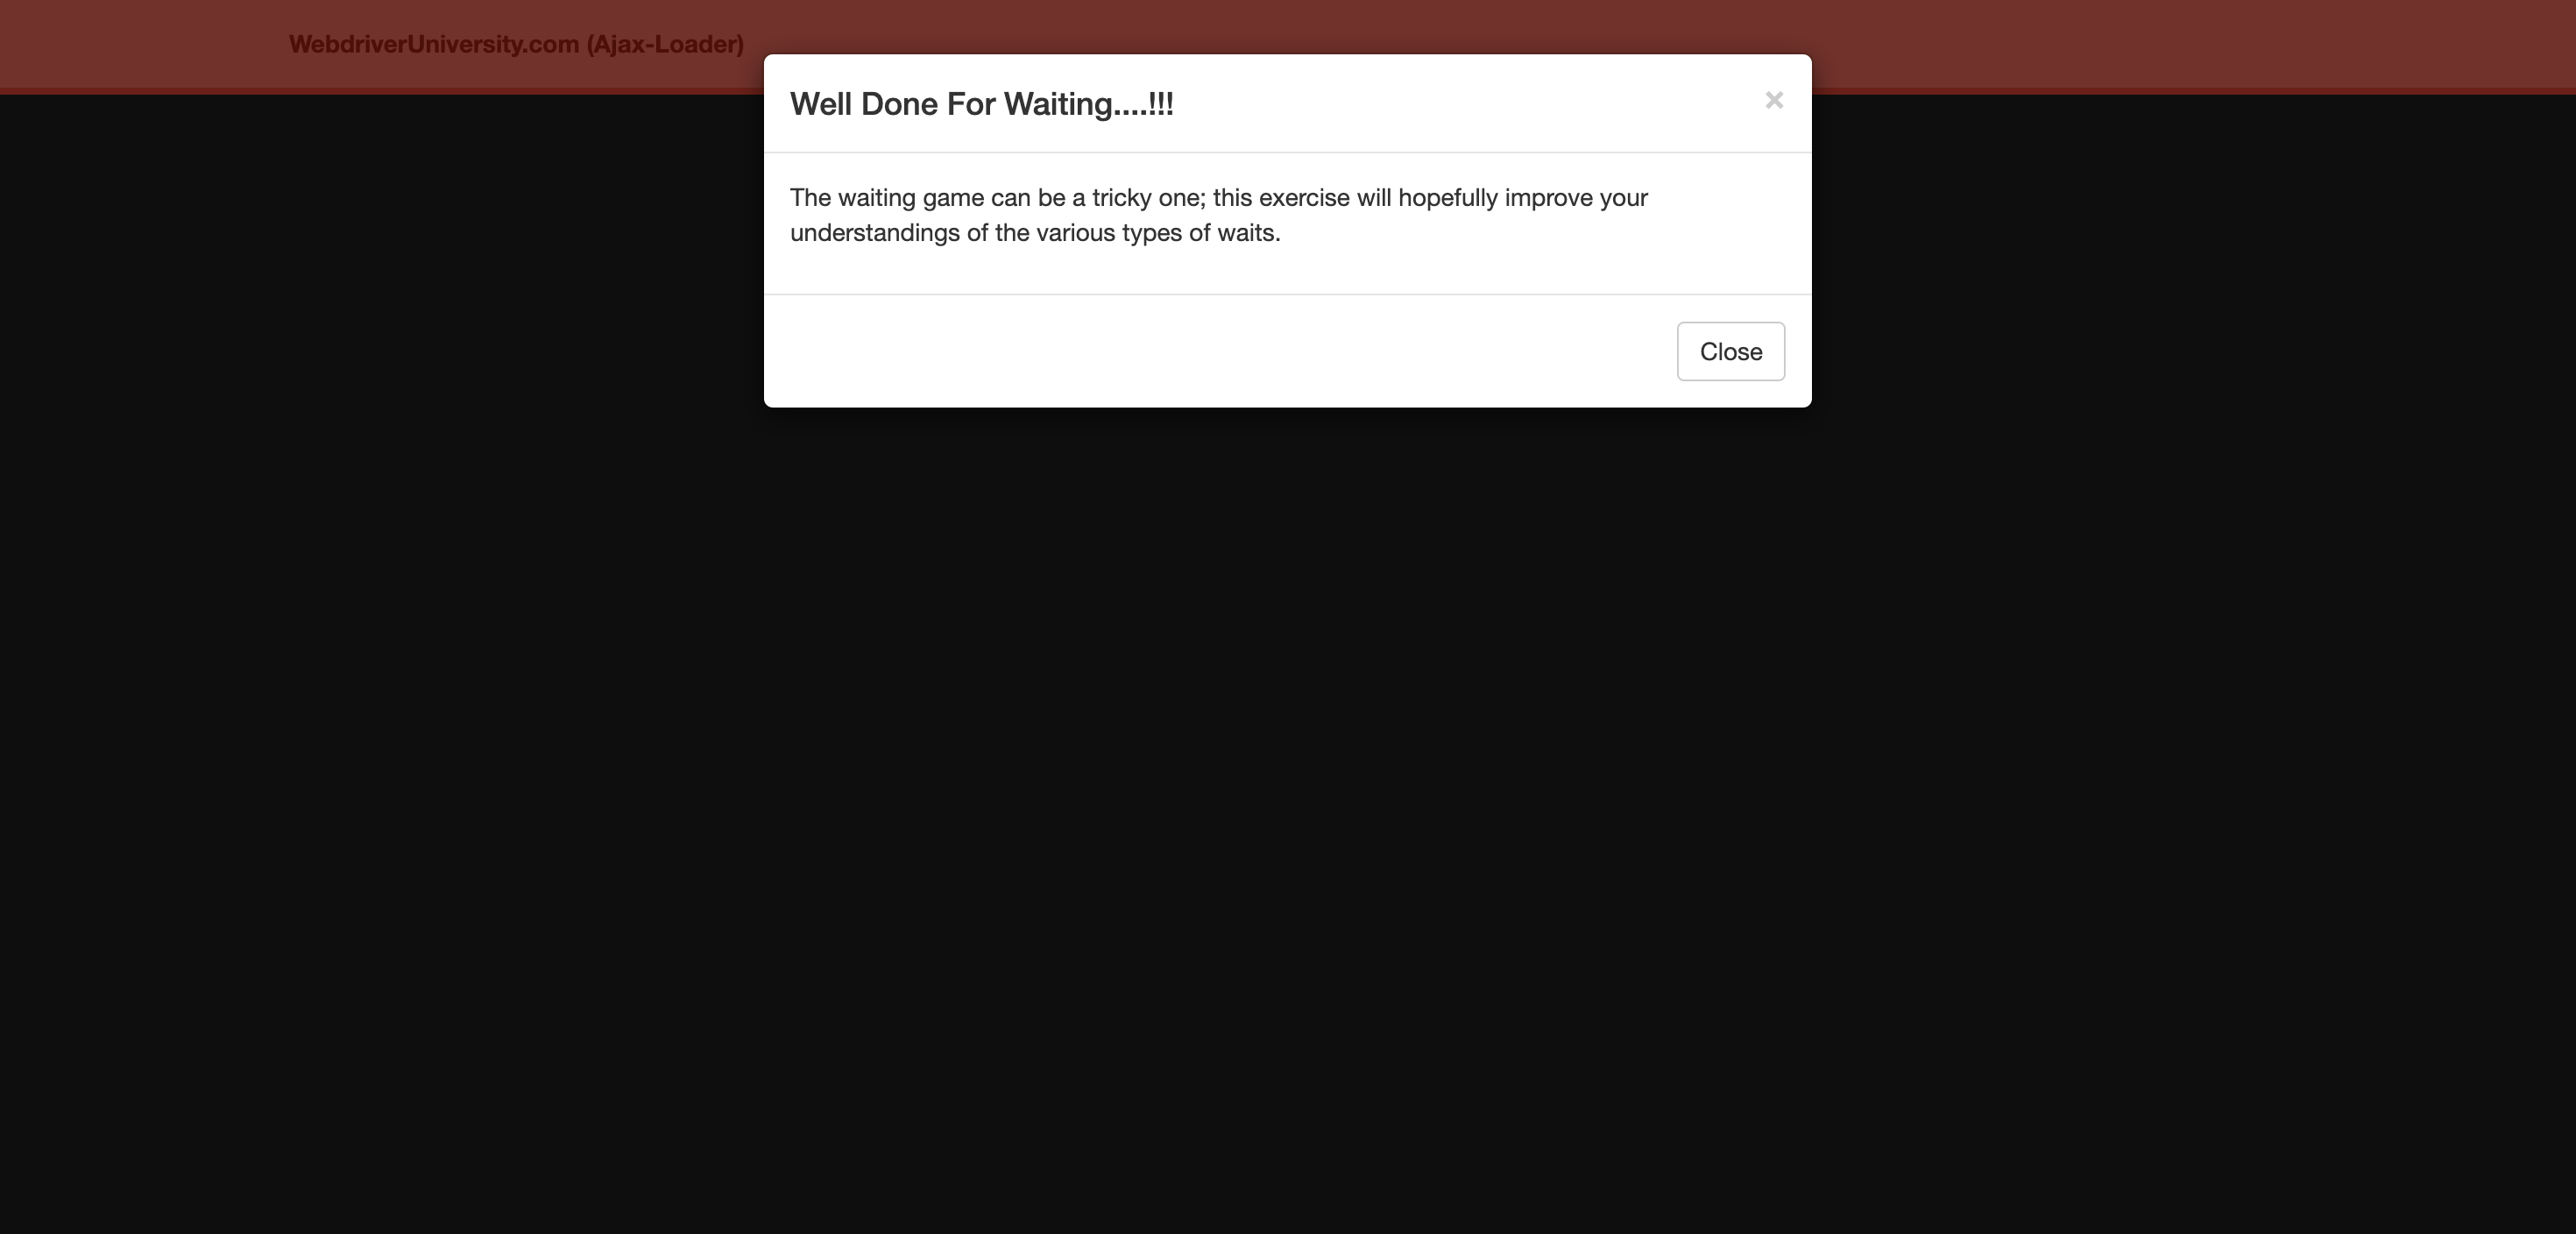 WebdriverUniversity.com (Ajax-Loader)
Well Done For Waiting....!!!
×
The waiting game can be a tricky one; this exercise will hopefully improve your
understandings of the various types of waits.
Close